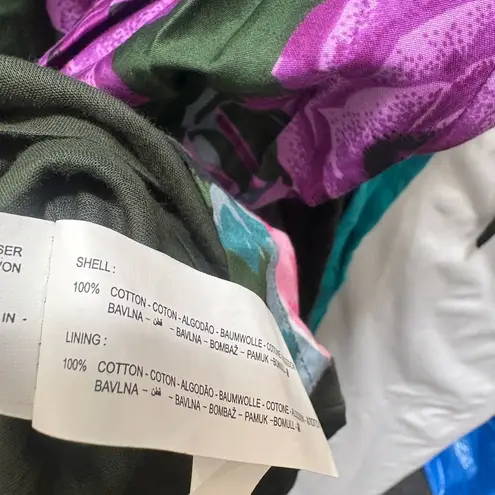 SER
ON
IN -
SHELL :
100% COTTON - COTON - ALGODÃO - BAUMWOLLE - COTONE -
BAVLNA - قطن - BAVLNA - BOMBAŽ - PAMUK - BOMULL -
LINING :
100% COTTON - COTON - ALGODÃO - BAUMWOLLE - COTONE -
BAVLNA - قطن - BAVLNA - BOMBAŽ - PAMUK - BOMULL -